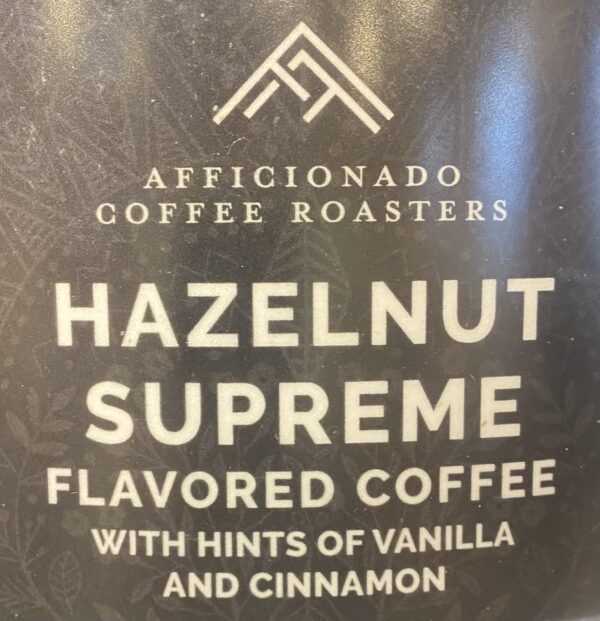 AFFICIONADO
COFFEE ROASTERS
HAZELNUT
SUPREME
FLAVORED COFFEE
WITH HINTS OF VANILLA
AND CINNAMON